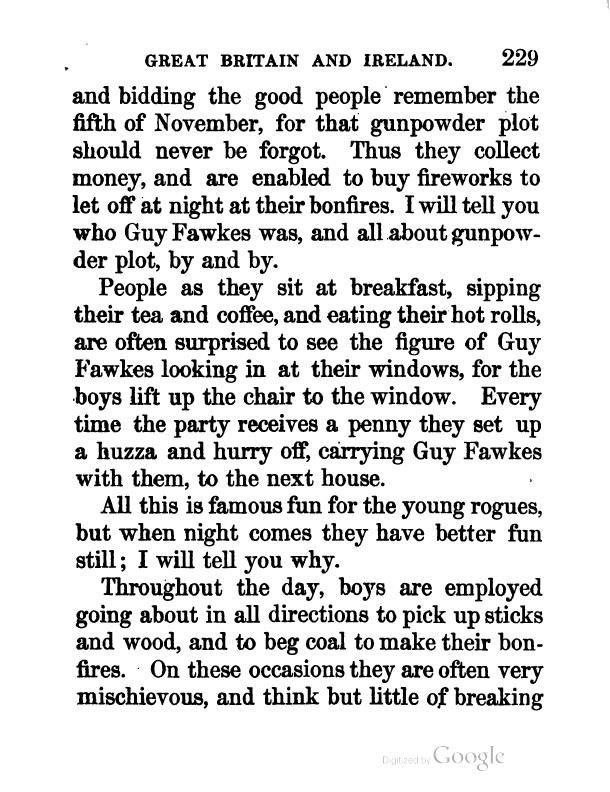 GREAT BRITAIN AND IRELAND. 229
and bidding the good people remember the
fifth of November, for that gunpowder plot
should never be forgot. Thus they collect
money, and are enabled to buy fireworks to
let off at night at their bonfires. I will tell you
who Guy Fawkes was, and all about gunpow-
der plot, by and by.
People as they sit at breakfast, sipping
their tea and coffee, and eating their hot rolls,
are often surprised to see the figure of Guy
Fawkes looking in at their windows, for the
boys lift up the chair to the window. Every
time the party receives a penny they set up
a huzza and hurry off, carrying Guy Fawkes
with them, to the next house.
All this is famous fun for the young rogues,
but when night comes they have better fun
still; I will tell you why.
Throughout the day, boys are employed
going about in all directions to pick up sticks
and wood, and to beg coal to make their bon-
fires. On these occasions they are often very
mischievous, and think but little of breaking
Digitized by Google